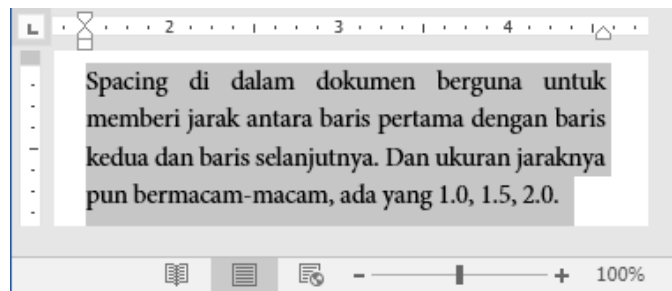 2 3 4
Spacing di dalam dokumen berguna untuk
memberi jarak antara baris pertama dengan baris
kedua dan baris selanjutnya. Dan ukuran jaraknya
pun bermacam-macam, ada yang 1.0, 1.5, 2.0.
100%